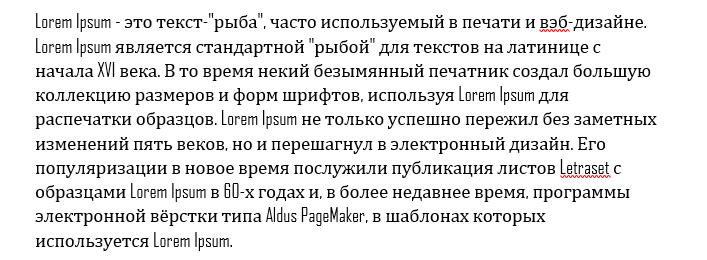 Lorem Ipsum - это текст-"рыба", часто используемый в печати и вэб-дизайне.
Lorem Ipsum является стандартной "рыбой" для текстов на латинице с
начала XVI века. В то время некий безымянный печатник создал большую
коллекцию размеров и форм шрифтов, используя Lorem Ipsum для
распечатки образцов. Lorem Ipsum не только успешно пережил без заметных
изменений пять веков, но и перешагнул в электронный дизайн. Его
популяризации в новое время послужили публикация листов Letraset с
образцами Lorem Ipsum в 60-х годах и, в более недавнее время, программы
электронной вёрстки типа Aldus PageMaker, в шаблонах которых
используется Lorem Ipsum.